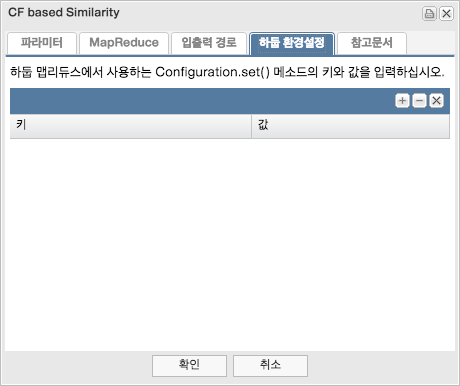 CF based Similarity
파라미터 MapReduce 입출력 경로 하둡 환경설정 참고문서
하둡 맵리듀스에서 사용하는 Configuration.set() 메소드의 키와 값을 입력하십시오.
키 값
확인 취소